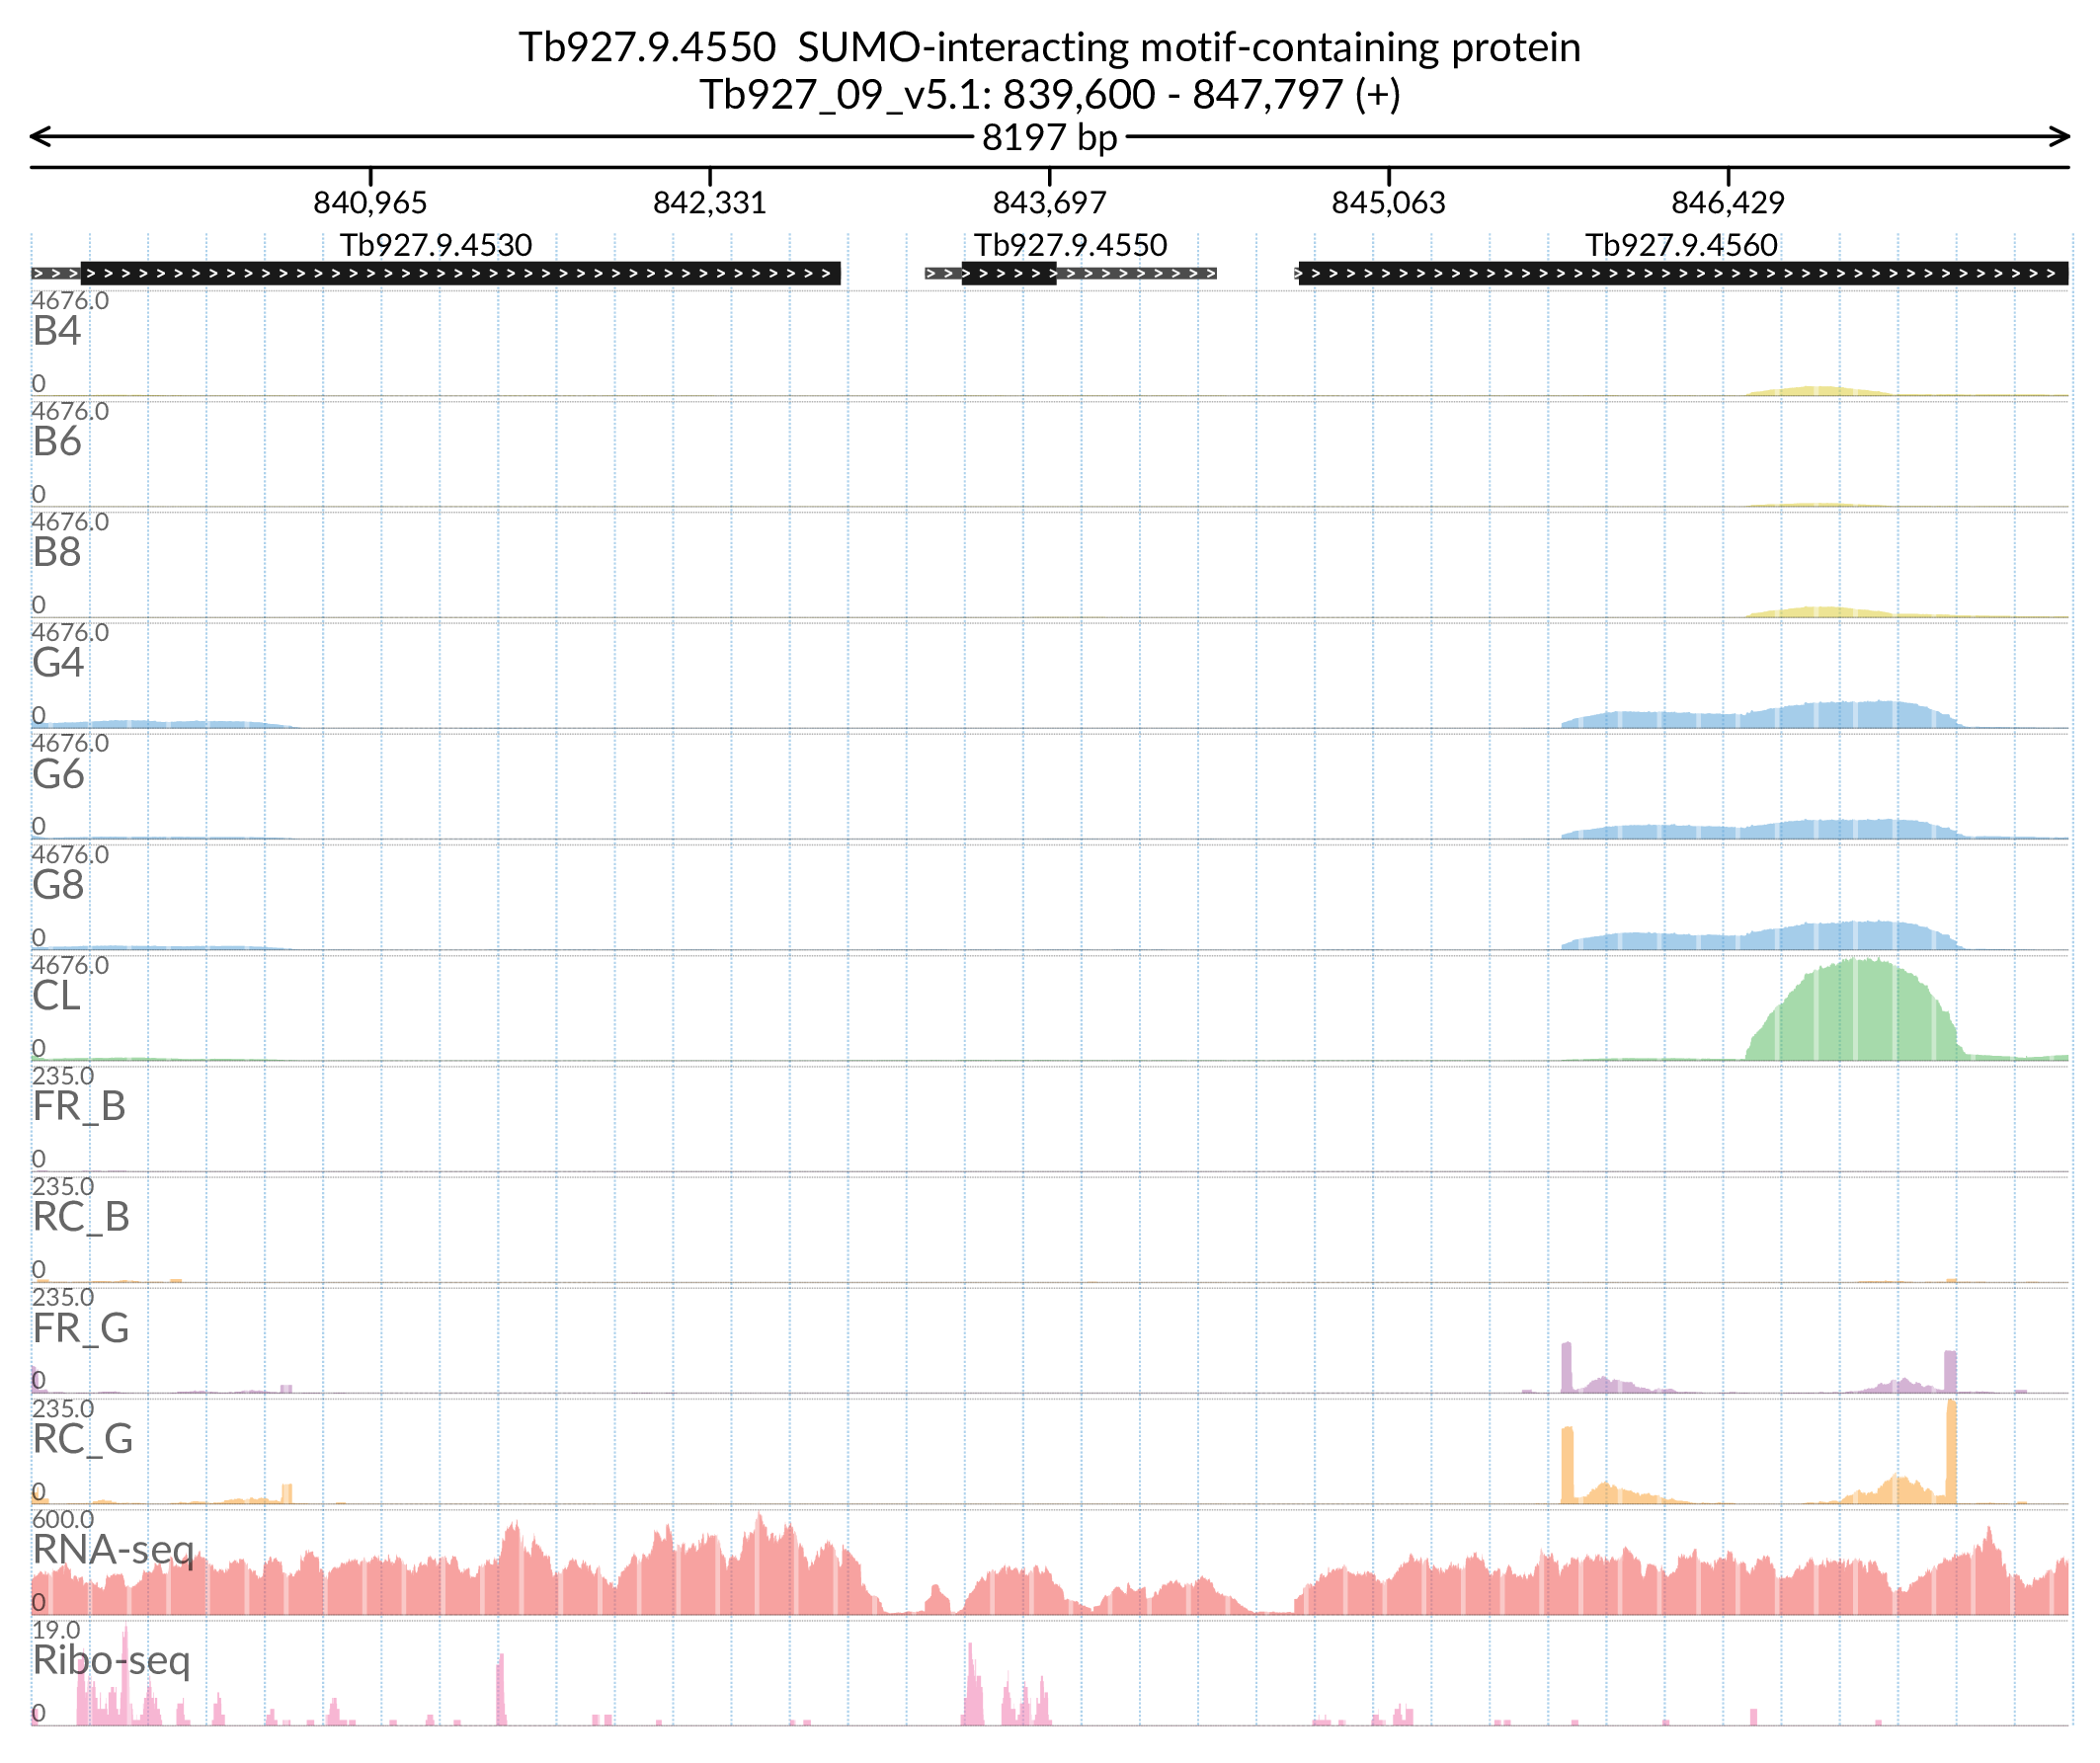 Tb927.9.4550  SUMO-interacting motif-containing protein
Tb927_09_v5.1: 839,600 - 847,797 (+)
8197 bp
840,965 842,331 843,697 845,063 846,429
Tb927.9.4530 Tb927.9.4550 Tb927.9.4560
4676.0
B4
0
4676.0
B6
0
4676.0
B8
0
4676.0
G4
0
4676.0
G6
0
4676.0
G8
0
4676.0
CL
0
235.0
FR_B
0
235.0
RC_B
0
235.0
FR_G
0
235.0
RC_G
0
600.0
RNA-seq
0
19.0
Ribo-seq
0